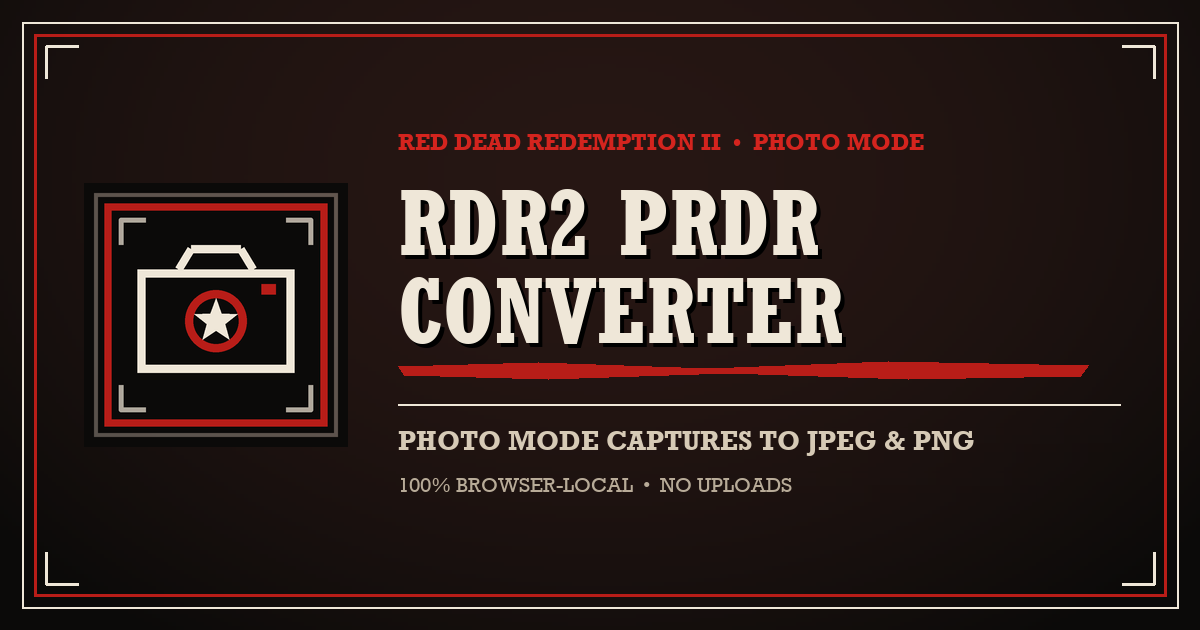 RED DEAD REDEMPTION II • PHOTO MODE
RDR2 PRDR
CONVERTER
PHOTO MODE CAPTURES TO JPEG & PNG
100% BROWSER-LOCAL • NO UPLOADS